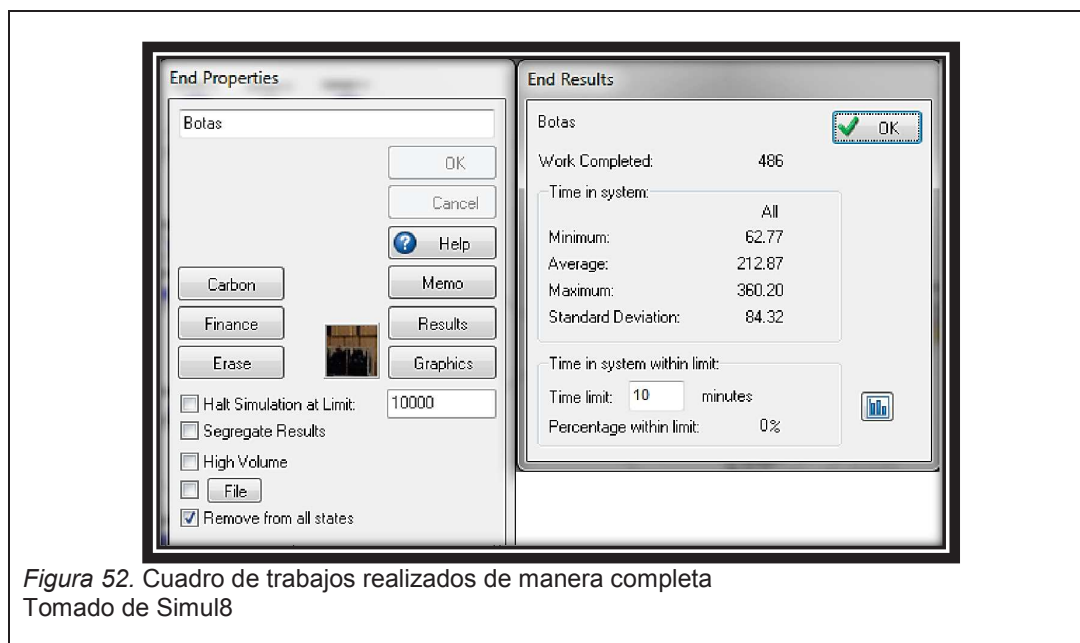 End Properties
Botas
OK
Cancel
Help
Carbon
Memo
Finance
Results
Erase
Graphics
Halt Simulation at Limit: 10000
Segregate Results
High Volume
File
Remove from all states
End Results
Botas
OK
Work Completed: 486
Time in system:
All
Minimum: 62.77
Average: 212.87
Maximum: 360.20
Standard Deviation: 84.32
Time in system within limit:
Time limit: 10 minutes
Percentage within limit: 0%
Figura 52. Cuadro de trabajos realizados de manera completa
Tomado de Simul8